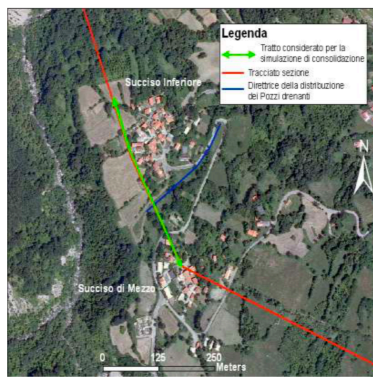 Legenda
Tratto considerato per la
simulazione di consolidazione
Tracciato sezione
Direttrice della distribuzione
dei Pozzi drenanti
Succiso Inferiore
N
Succiso di Mezzo
0 125 250
Meters